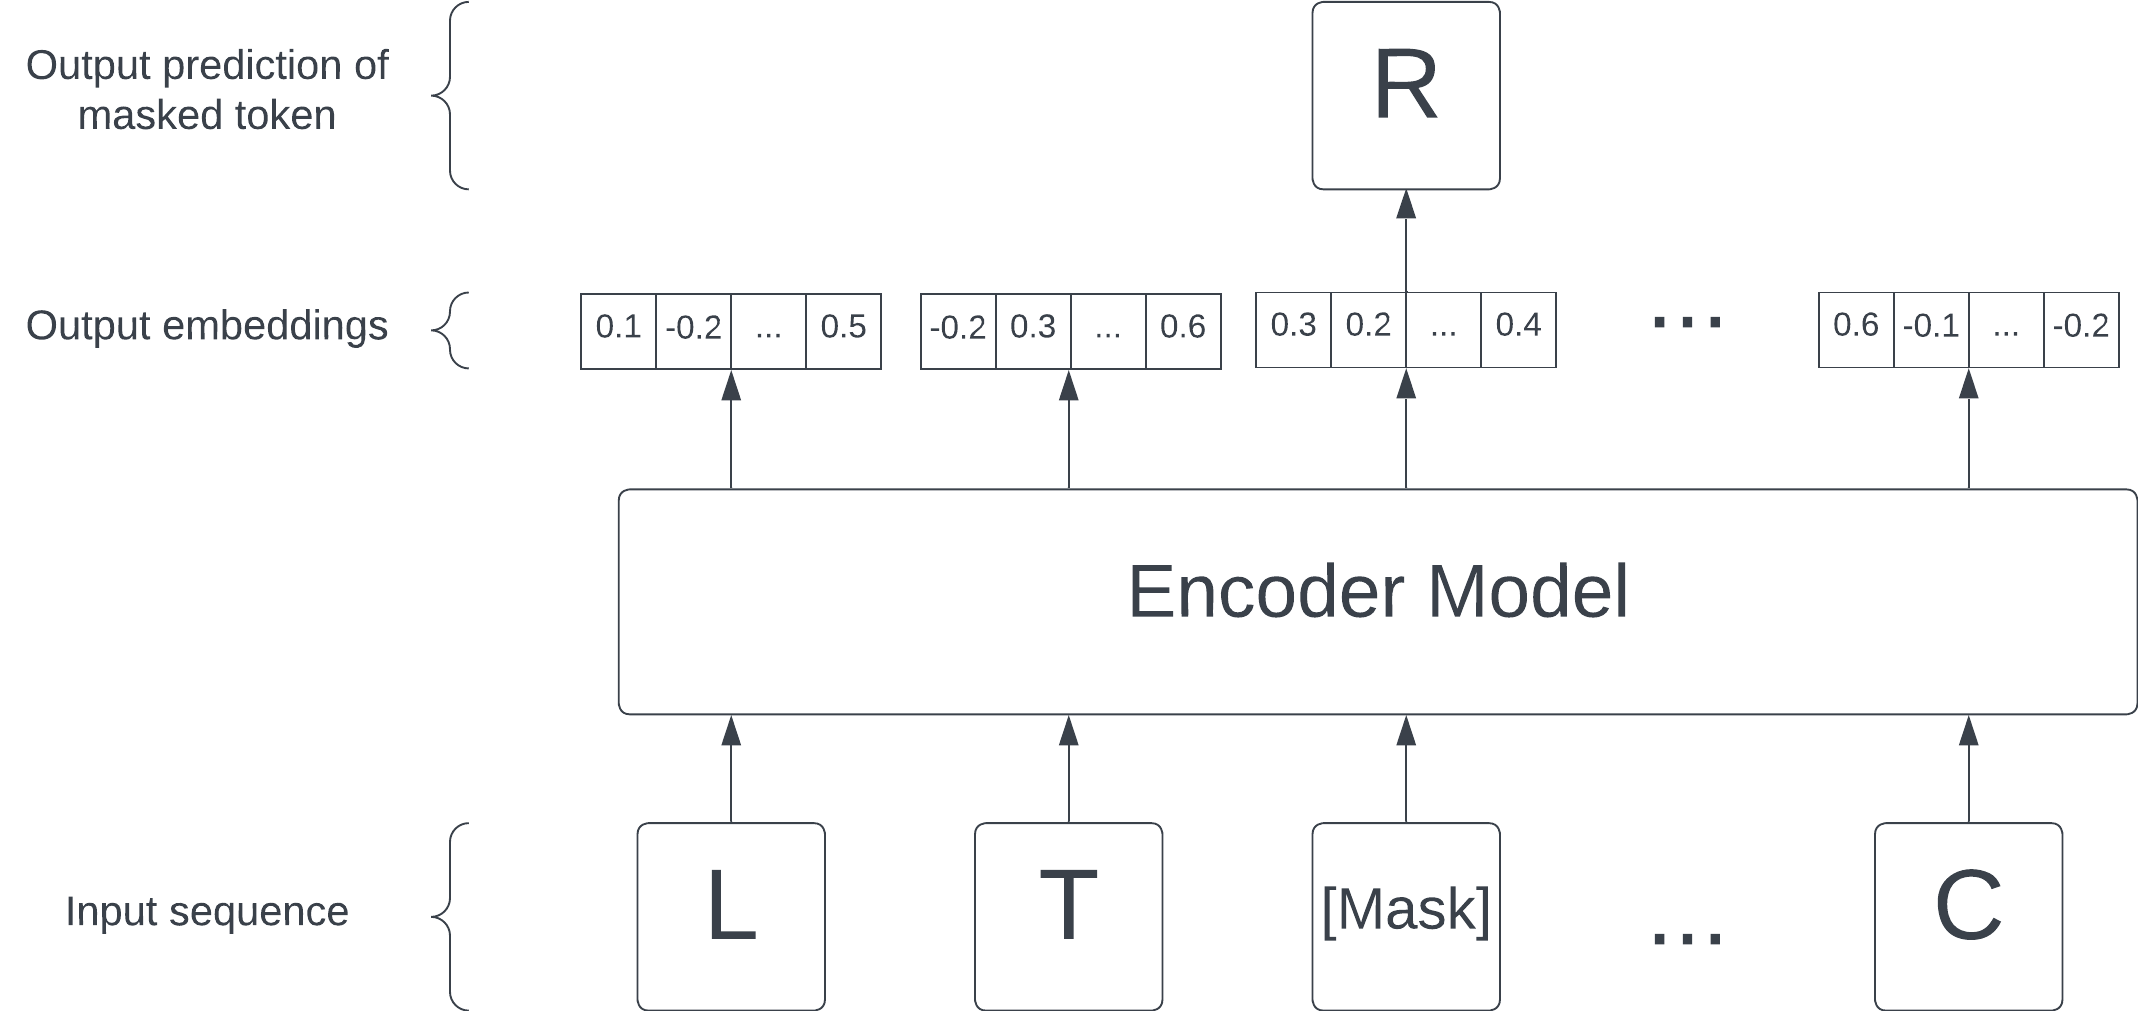 Output prediction of
masked token
R
Output embeddings
0.1 -0.2 ... 0.5
-0.2 0.3 ... 0.6
0.3 0.2 ... 0.4
...
0.6 -0.1 ... -0.2
Encoder Model
Input sequence
L
T
[Mask]
...
C